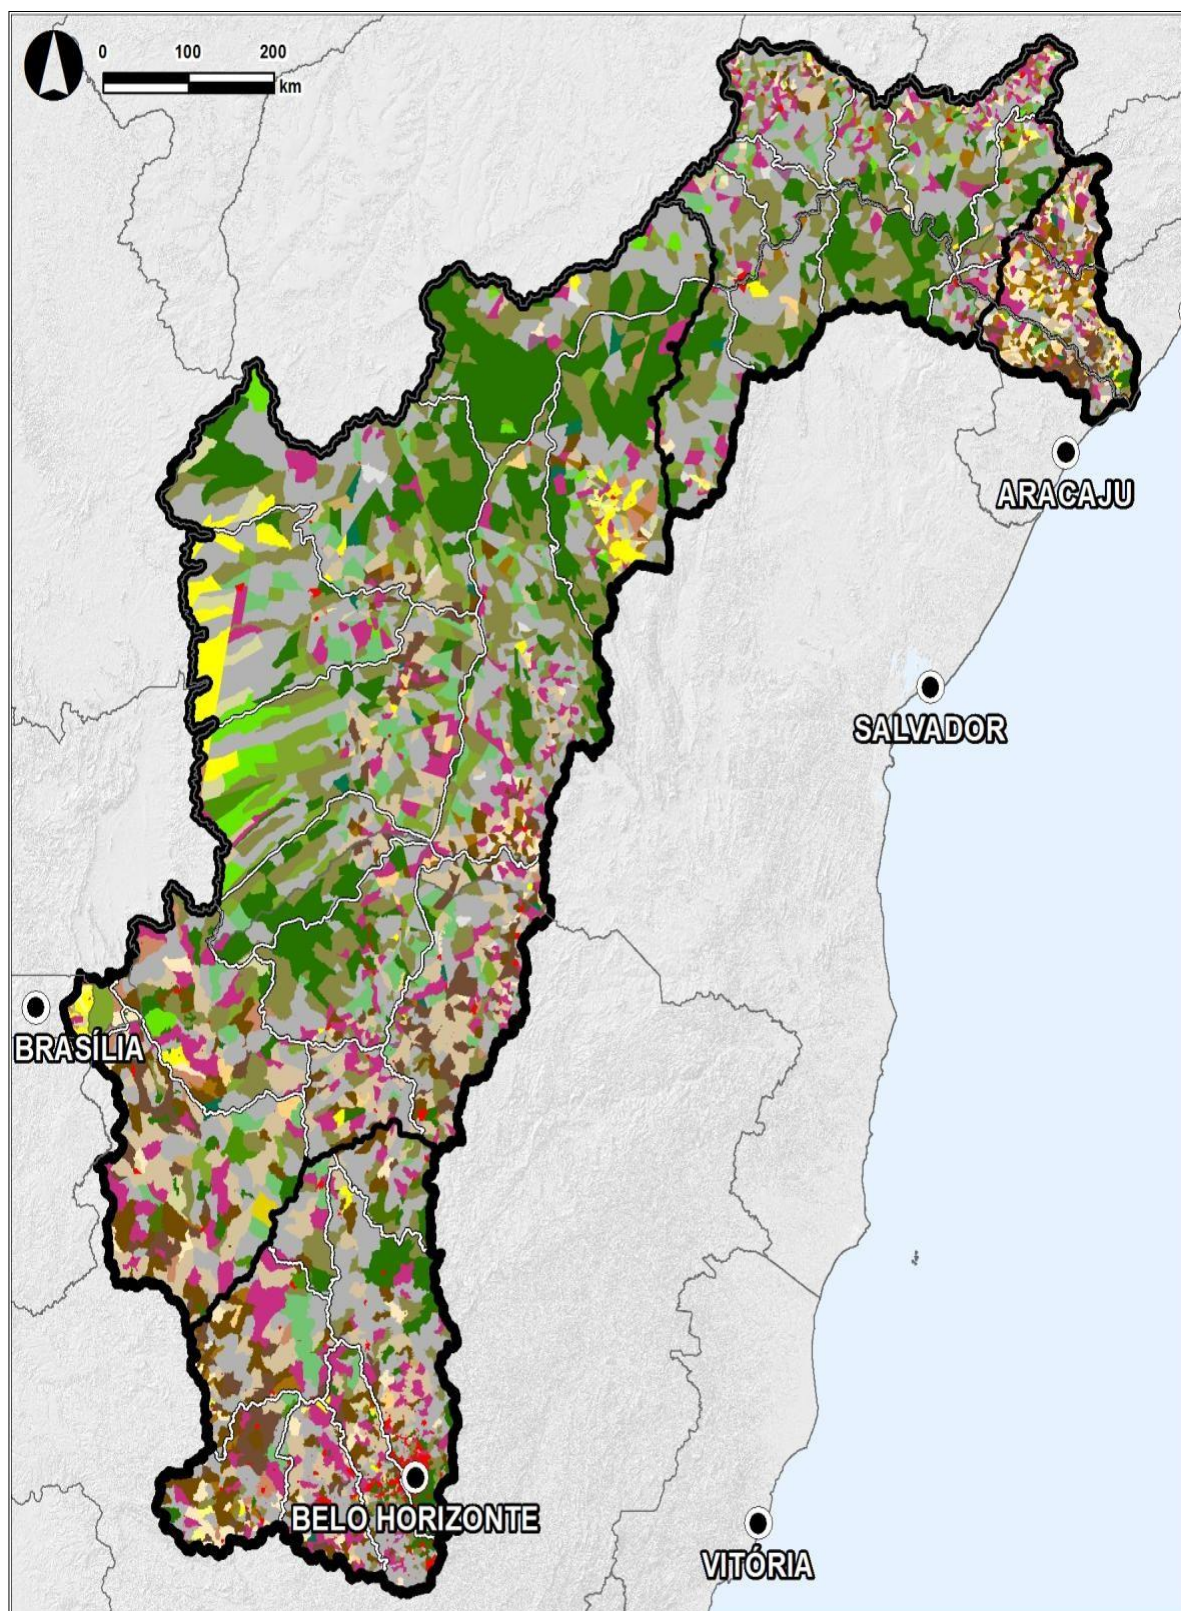 0 100 200
km
ARACAJU
SALVADOR
BRASÍLIA
BELO HORIZONTE
VITÓRIA